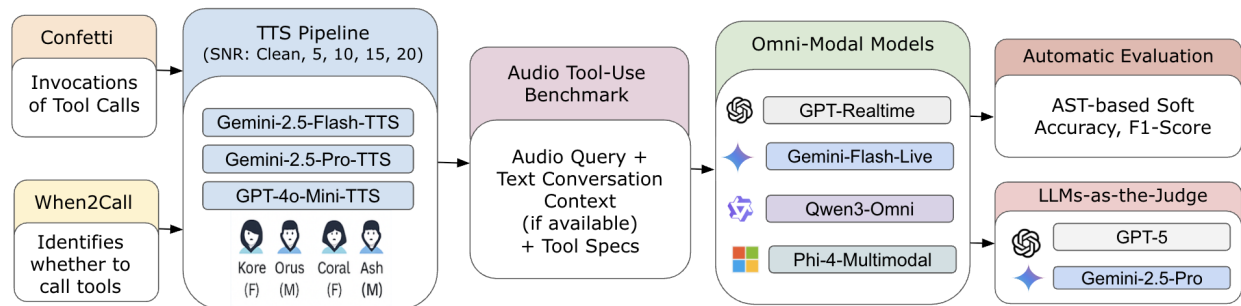 Confetti
Invocations
of Tool Calls
When2Call
Identifies
whether to
call tools
TTS Pipeline
(SNR: Clean, 5, 10, 15, 20)
Gemini-2.5-Flash-TTS
Gemini-2.5-Pro-TTS
GPT-4o-Mini-TTS
Kore Orus Coral Ash
(F) (M) (F) (M)
Audio Tool-Use
Benchmark
Audio Query +
Text Conversation
Context
(if available)
+ Tool Specs
Omni-Modal Models
GPT-Realtime
Gemini-Flash-Live
Qwen3-Omni
Phi-4-Multimodal
Automatic Evaluation
AST-based Soft
Accuracy, F1-Score
LLMs-as-the-Judge
GPT-5
Gemini-2.5-Pro